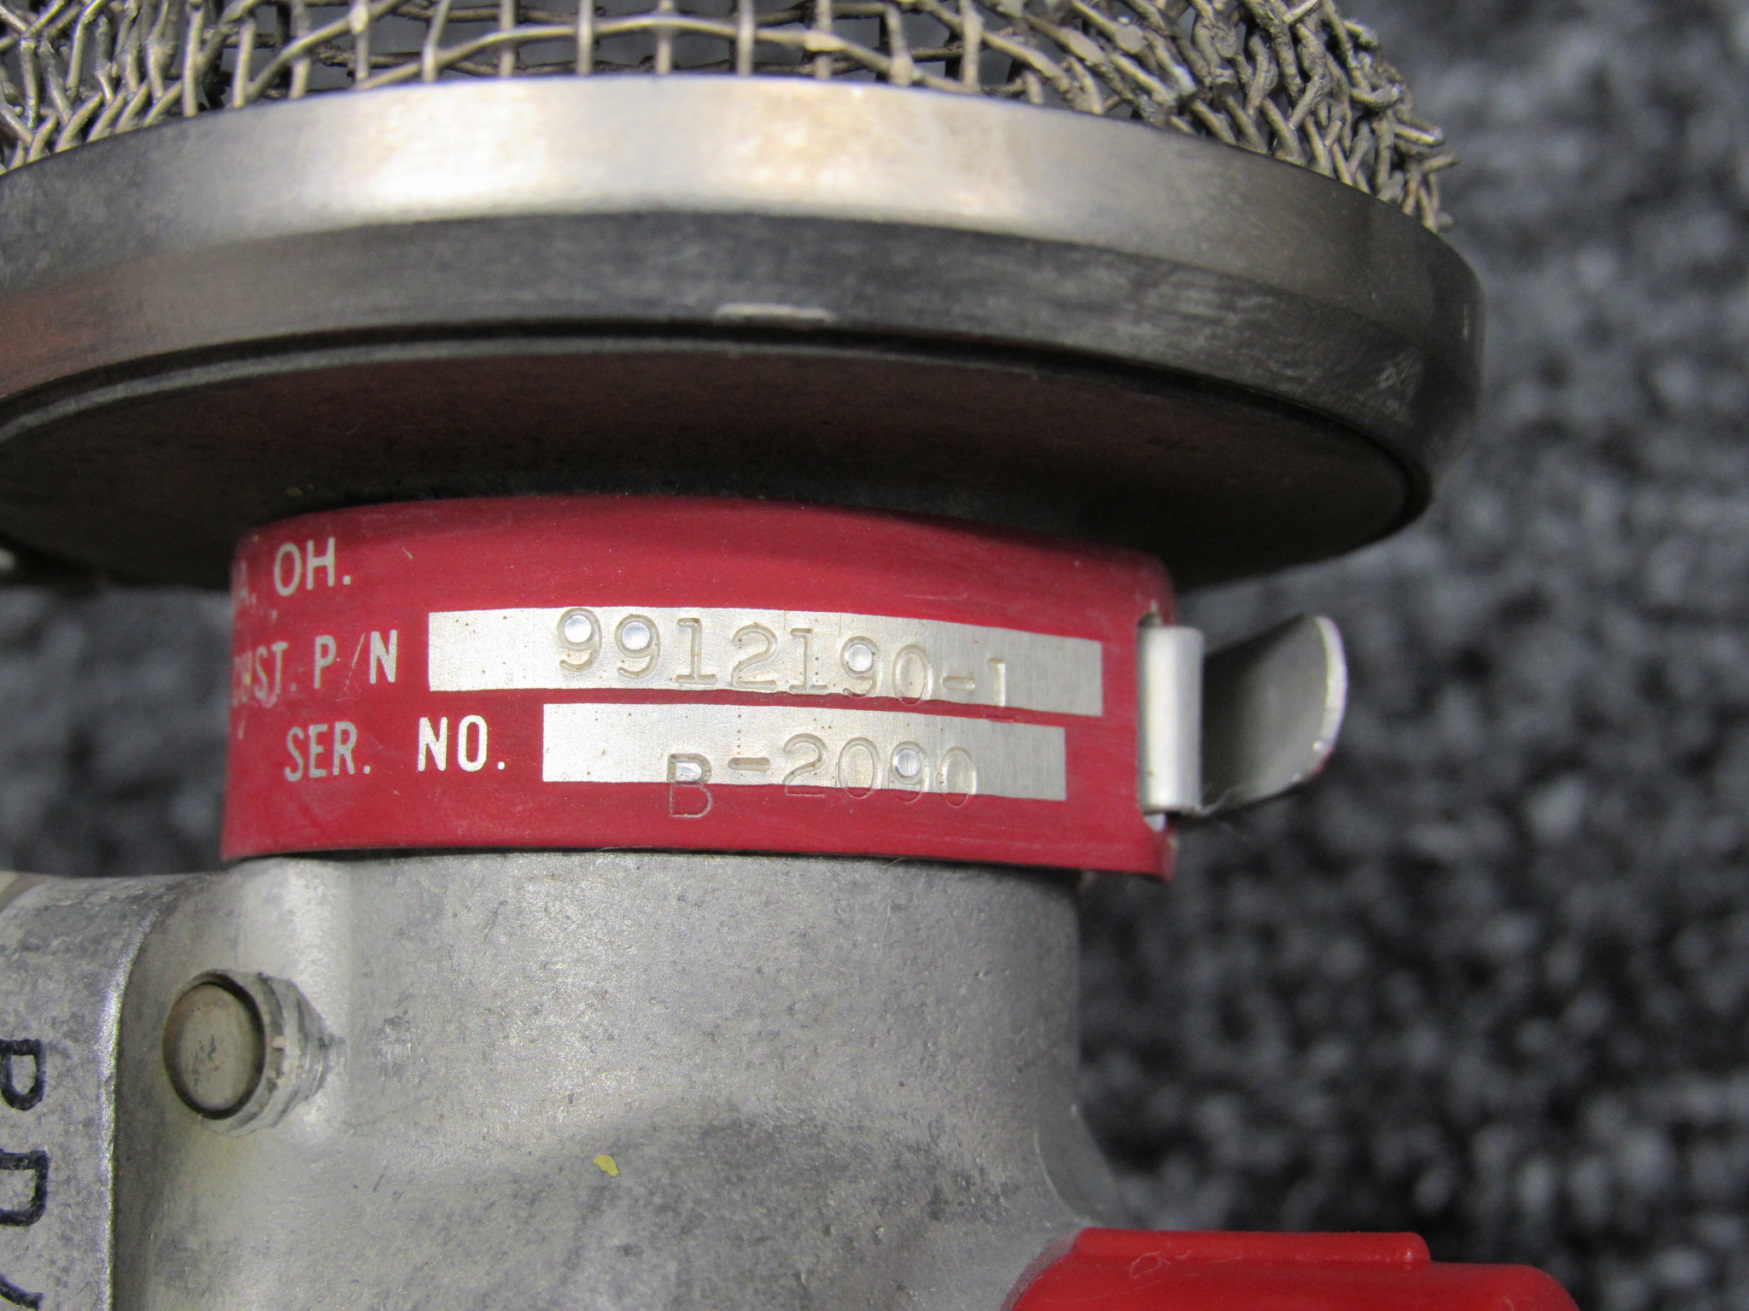 A, OH.
CUST. P/N 9912190-1
SER. NO. B-2090